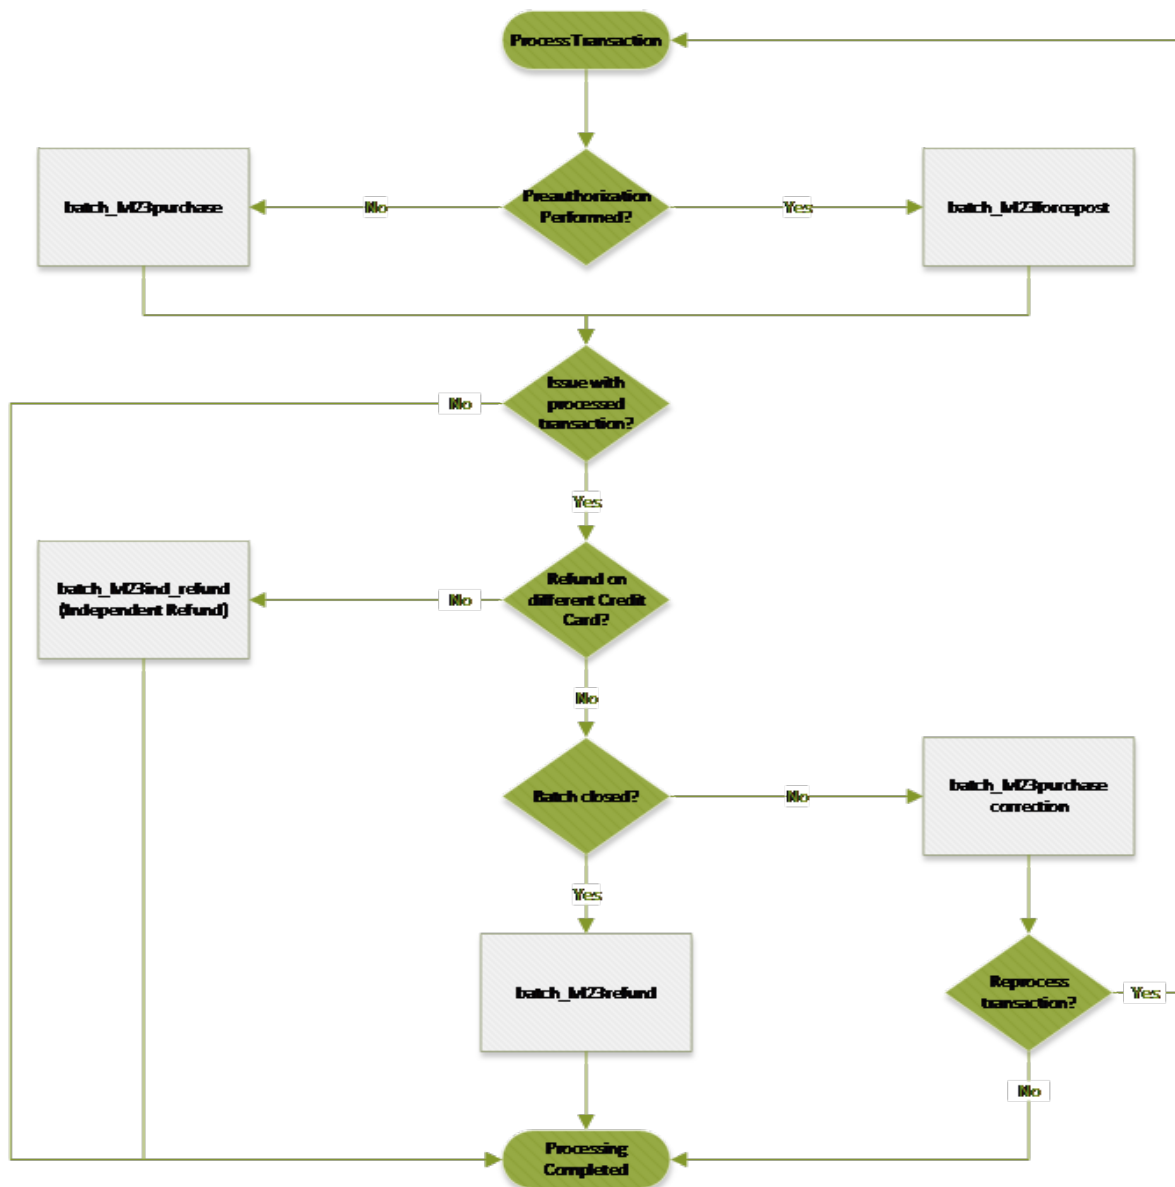 Process Transaction
Preauthorization
Performed?
No
Yes
batch_lvl23purchase
batch_lvl23forcepost
Issue with
processed
transaction?
No
Yes
Refund on
different Credit
Card?
No
batch_lvl23ind_refund
(Independent Refund)
No
Batch closed?
No
batch_lvl23purchase
correction
Yes
batch_lvl23refund
Reprocess
transaction?
Yes
No
Processing
Completed